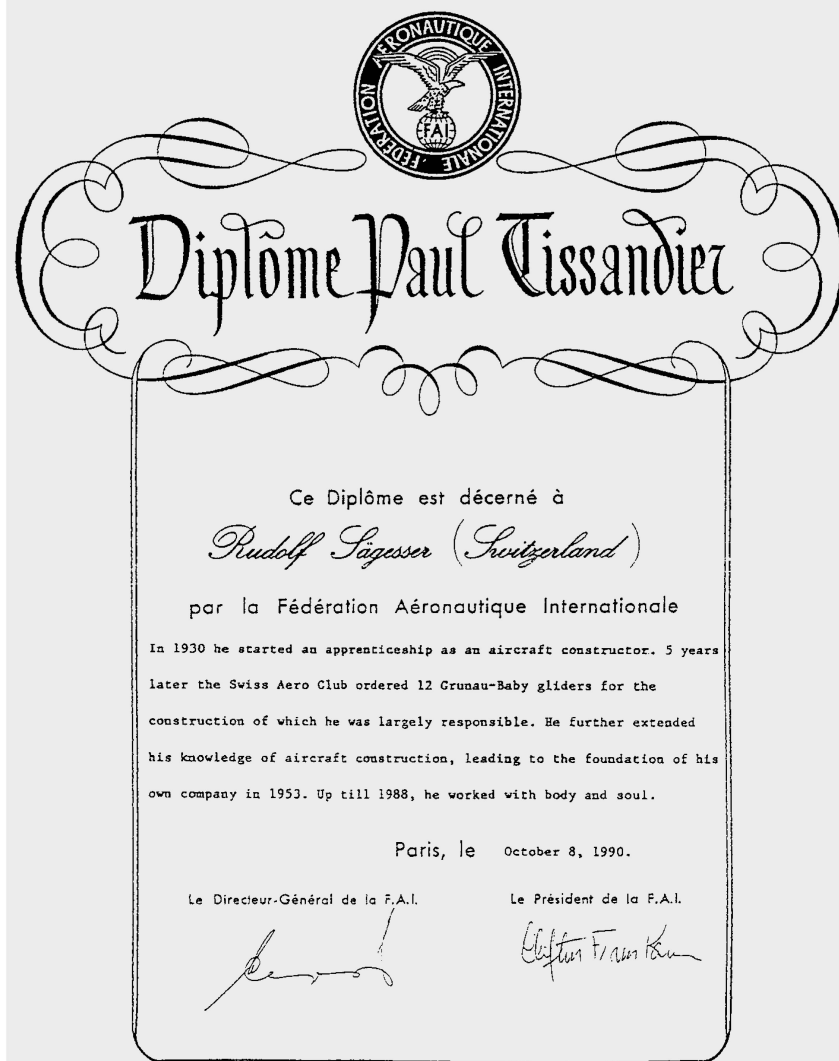 FÉDÉRATION AÉRONAUTIQUE INTERNATIONALE
FAI
Diplôme Paul Tissandier
Ce Diplôme est décerné à
Rudolf Sägesser (Switzerland)
par la Fédération Aéronautique Internationale
In 1930 he started an apprenticeship as an aircraft constructor. 5 years
later the Swiss Aero Club ordered 12 Grunau-Baby gliders for the
construction of which he was largely responsible. He further extended
his knowledge of aircraft construction, leading to the foundation of his
own company in 1953. Up till 1988, he worked with body and soul.
Paris, le October 8, 1990.
Le Directeur-Général de la F.A.I. Le Président de la F.A.I.